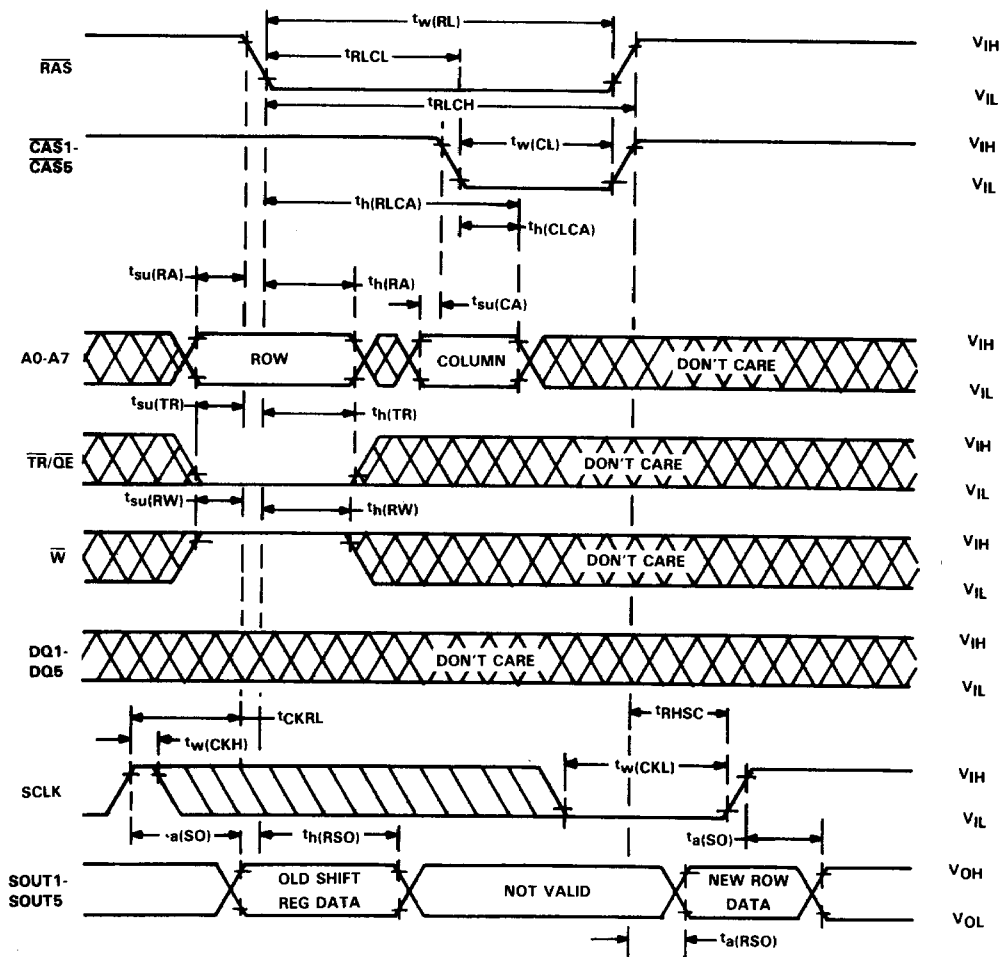 tw(RL)
VIH
RAS
tRLCL
VIL
tRLCH
CAS1-
CAS5
tw(CL)
VIH
VIL
th(RLCA)
th(CLCA)
tsu(RA)
th(RA)
tsu(CA)
A0-A7
ROW
COLUMN
DON'T CARE
VIH
VIL
tsu(TR)
th(TR)
TR/QE
DON'T CARE
VIH
VIL
tsu(RW)
th(RW)
W
DON'T CARE
VIH
VIL
DQ1-
DQ5
DON'T CARE
VIH
VIL
tCKRL
tRHSC
tw(CKH)
tw(CKL)
SCLK
VIH
VIL
a(SO)
th(RSO)
ta(SO)
SOUT1-
SOUT5
OLD SHIFT
REG DATA
NOT VALID
NEW ROW
DATA
VOH
VOL
ta(RSO)